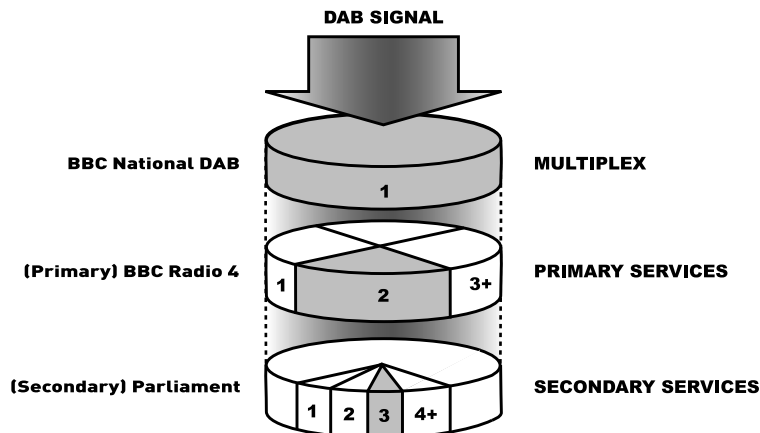 DAB SIGNAL
BBC National DAB
1
MULTIPLEX
(Primary) BBC Radio 4
1
2
3+
PRIMARY SERVICES
(Secondary) Parliament
1
2
3
4+
SECONDARY SERVICES